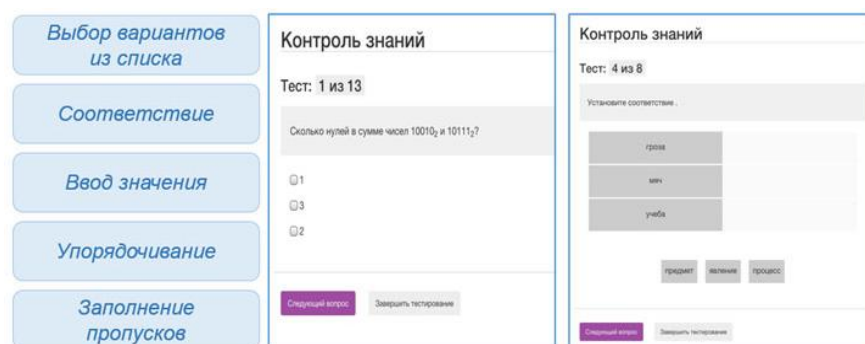 Выбор вариантов
из списка
Соответствие
Ввод значения
Упорядочивание
Заполнение
пропусков
Контроль знаний
Тест: 1 из 13
Сколько нулей в сумме чисел 10010₂ и 10111₂?
1
3
2
Следующий вопрос Завершить тестирование
Контроль знаний
Тест: 4 из 8
Установите соответствие .
гроза
мяч
учеба
предмет явление процесс
Следующий вопрос Завершить тестирование